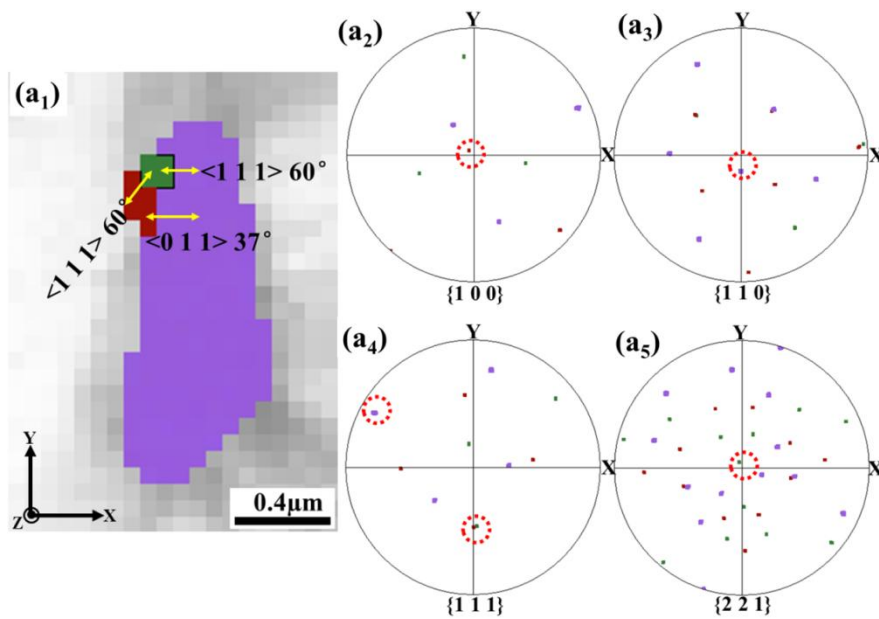 (a1)
<1 1 1> 60°
<1 1 1> 60°
<0 1 1> 37°
Y
Z
X
0.4μm
(a2)
Y
X
{1 0 0}
(a3)
Y
X
{1 1 0}
(a4)
Y
X
{1 1 1}
(a5)
Y
X
{2 2 1}